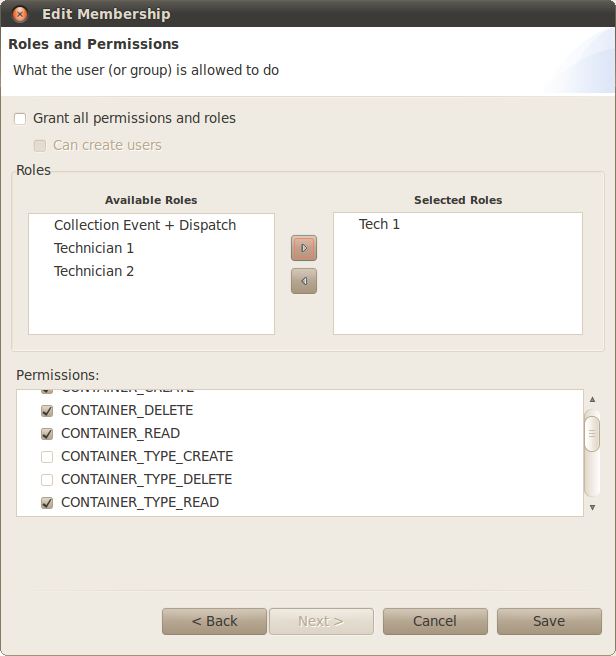 Edit Membership
Roles and Permissions
What the user (or group) is allowed to do
Grant all permissions and roles
Can create users
Roles
Available Roles
Selected Roles
Collection Event + Dispatch
Technician 1
Technician 2
Tech 1
Permissions:
CONTAINER_CREATE
CONTAINER_DELETE
CONTAINER_READ
CONTAINER_TYPE_CREATE
CONTAINER_TYPE_DELETE
CONTAINER_TYPE_READ
< Back
Next >
Cancel
Save